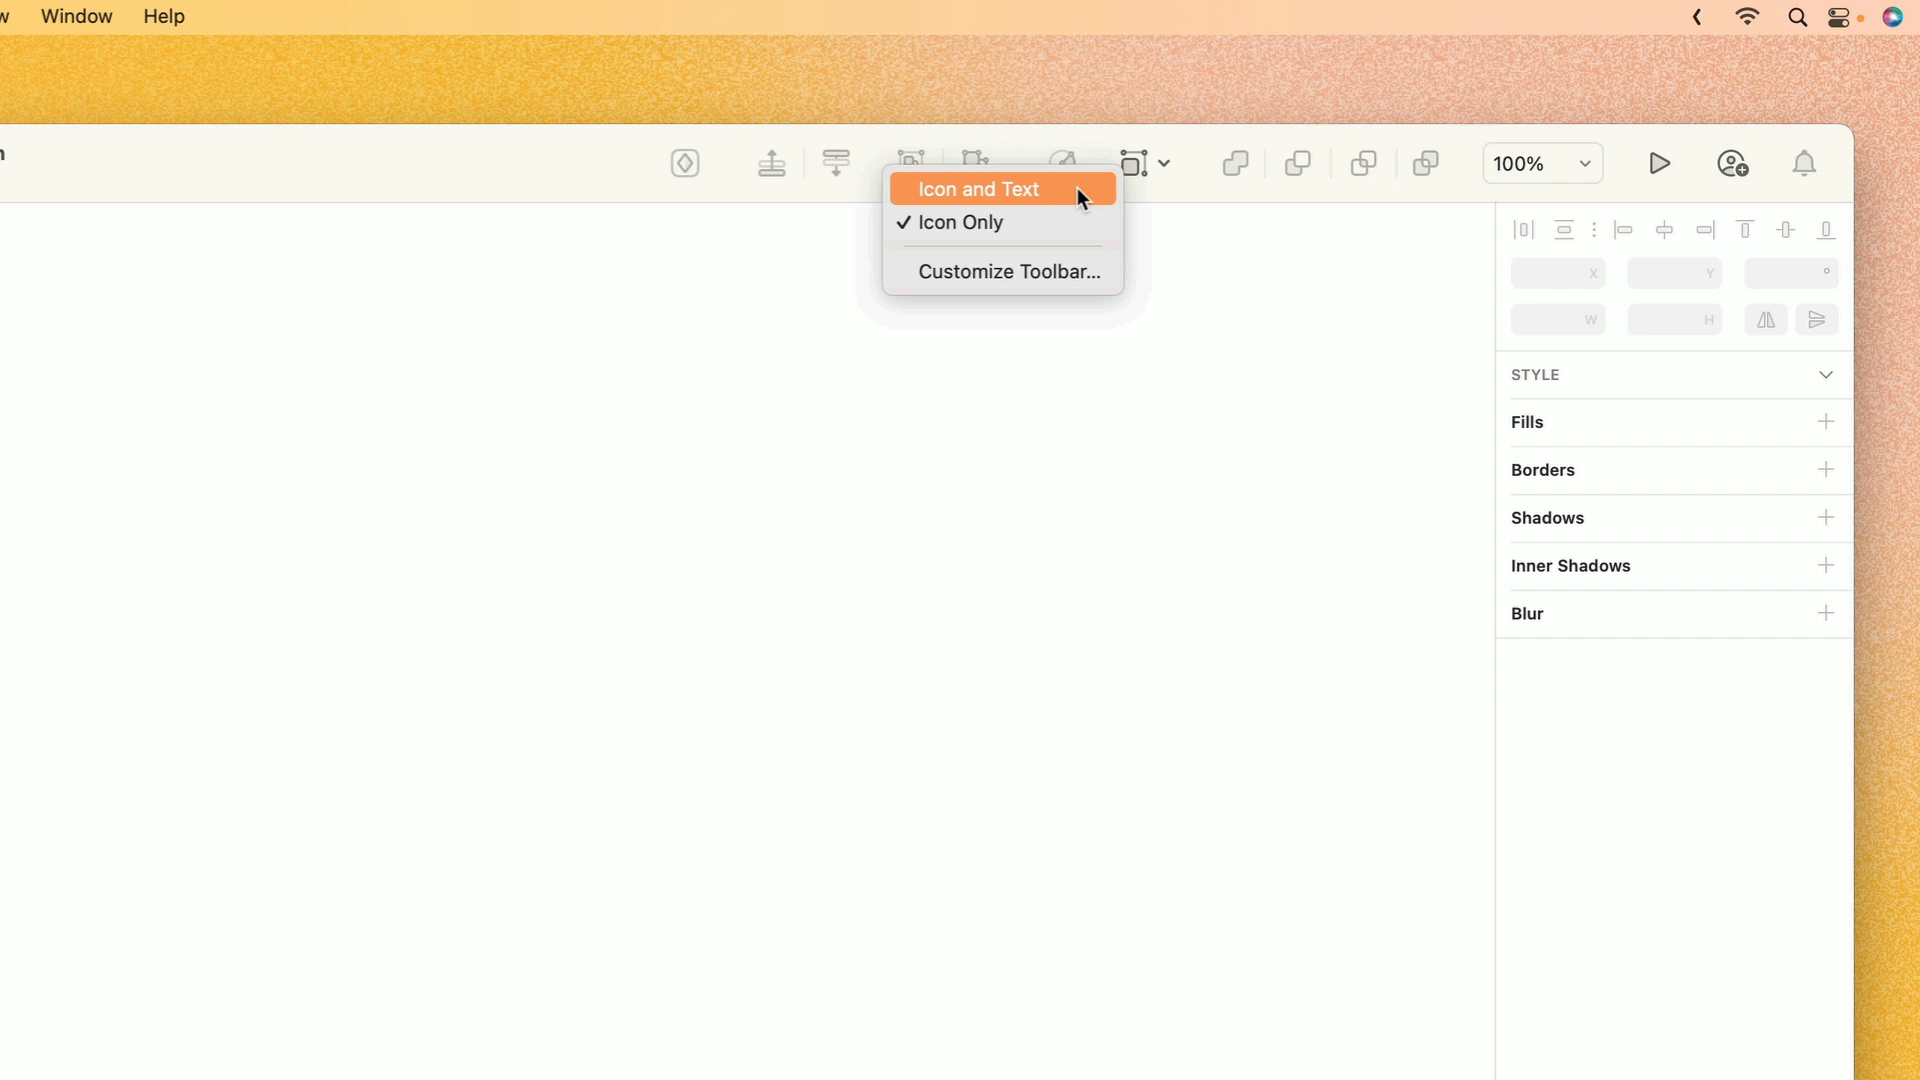 Window Help
100%
Icon and Text
✓ Icon Only
Customize Toolbar...
X Y °
W H
STYLE
Fills
Borders
Shadows
Inner Shadows
Blur